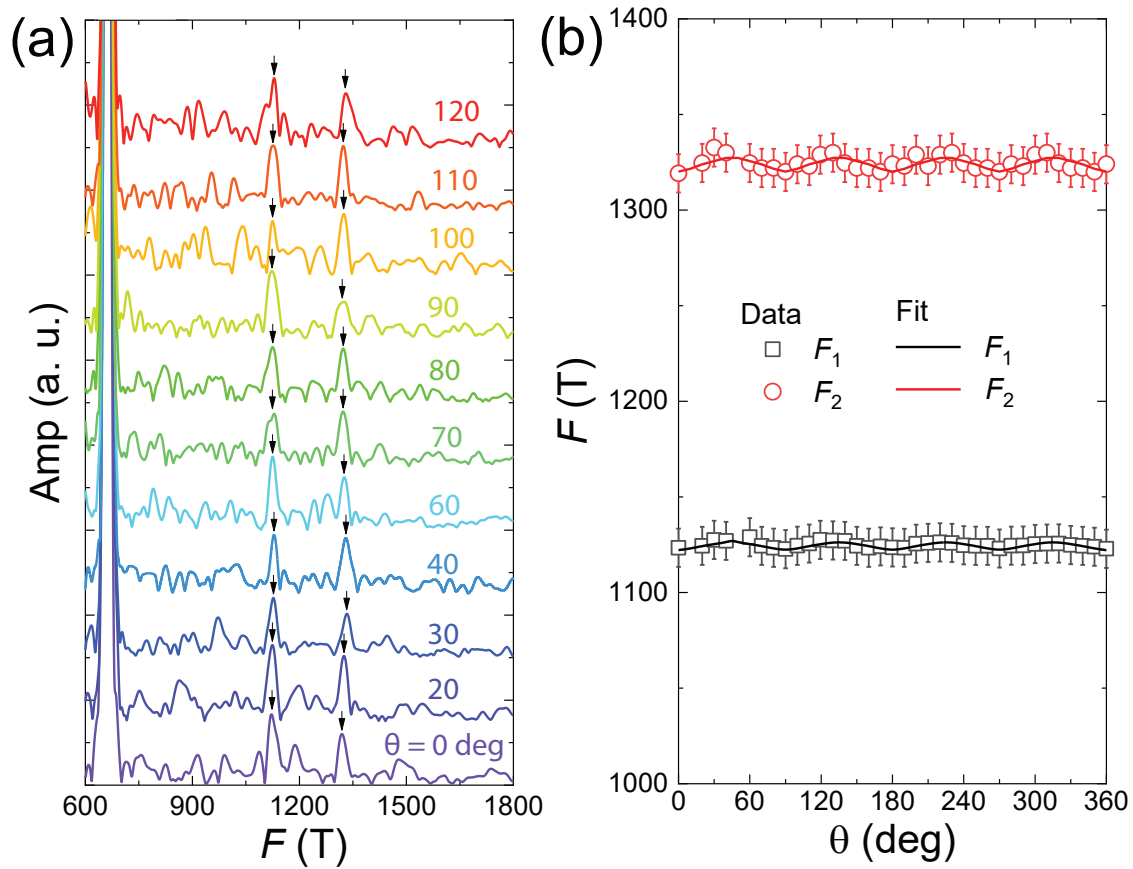 (a)
Amp (a. u.)
120
110
100
90
80
70
60
40
30
20
θ = 0 deg
600 900 1200 1500 1800
F (T)
(b)
F (T)
1400
1300
1200
1100
1000
Data Fit
F₁ F₁
F₂ F₂
0 60 120 180 240 300 360
θ (deg)